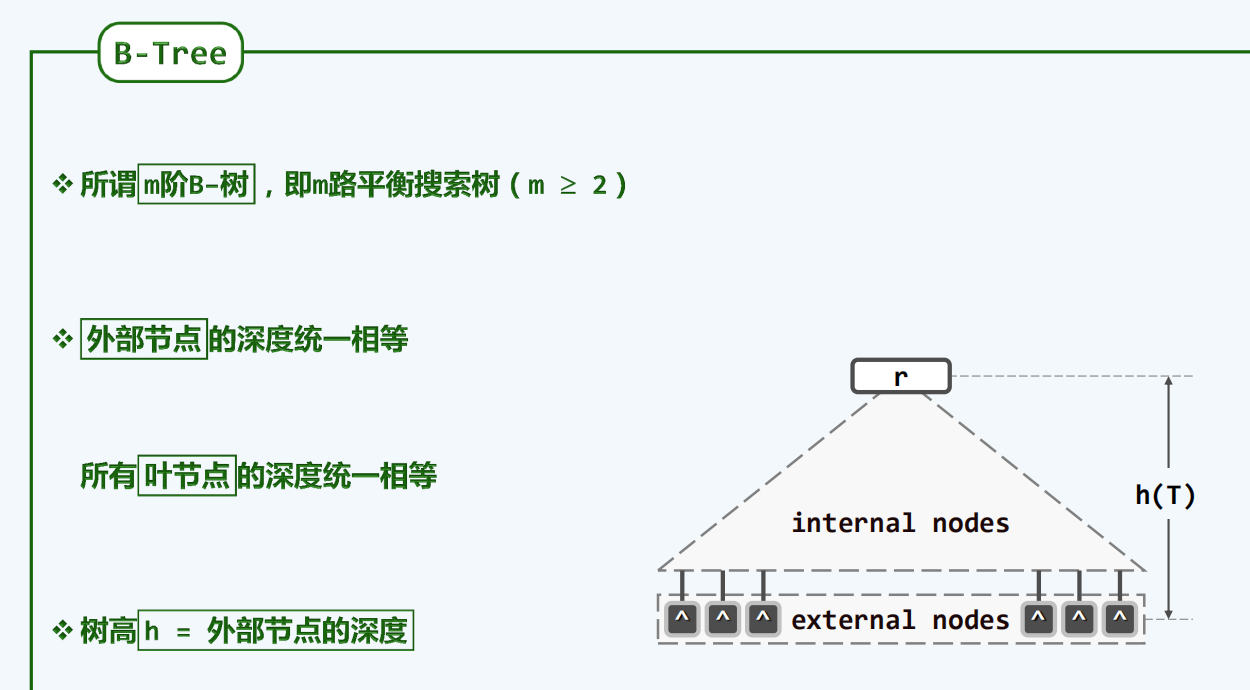 B-Tree
❖ 所谓m阶B-树，即m路平衡搜索树（m ≥ 2）
❖ 外部节点的深度统一相等
所有叶节点的深度统一相等
❖ 树高h = 外部节点的深度
r
h(T)
internal nodes
^ ^ ^ external nodes ^ ^ ^